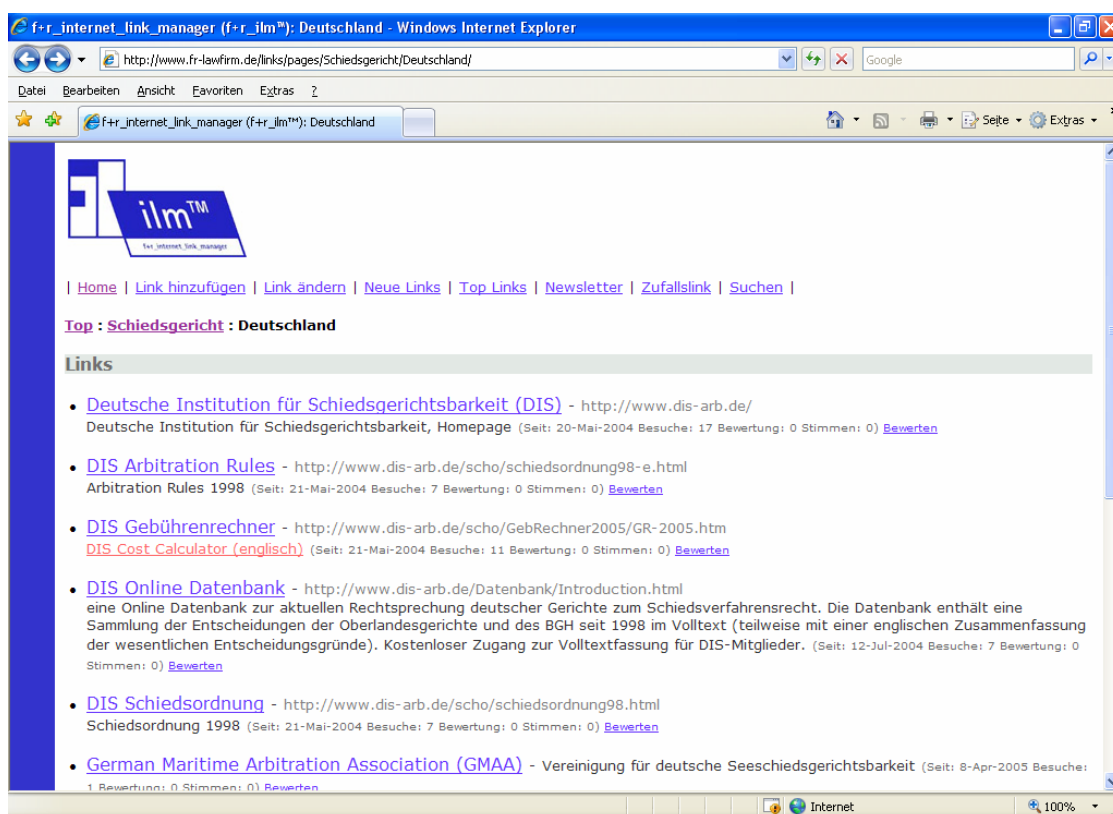 f+r_internet_link_manager (f+r_ilm™): Deutschland - Windows Internet Explorer
http://www.fr-lawfirm.de/links/pages/Schiedsgericht/Deutschland/
Google
Datei Bearbeiten Ansicht Favoriten Extras ?
f+r_internet_link_manager (f+r_ilm™): Deutschland
Seite Extras
ilm™
f+r_internet_link_manager
| Home | Link hinzufügen | Link ändern | Neue Links | Top Links | Newsletter | Zufallslink | Suchen |
Top : Schiedsgericht : Deutschland
Links
• Deutsche Institution für Schiedsgerichtsbarkeit (DIS) - http://www.dis-arb.de/
Deutsche Institution für Schiedsgerichtsbarkeit, Homepage (Seit: 20-Mai-2004 Besuche: 17 Bewertung: 0 Stimmen: 0) Bewerten
• DIS Arbitration Rules - http://www.dis-arb.de/scho/schiedsordnung98-e.html
Arbitration Rules 1998 (Seit: 21-Mai-2004 Besuche: 7 Bewertung: 0 Stimmen: 0) Bewerten
• DIS Gebührenrechner - http://www.dis-arb.de/scho/GebRechner2005/GR-2005.htm
DIS Cost Calculator (englisch) (Seit: 21-Mai-2004 Besuche: 11 Bewertung: 0 Stimmen: 0) Bewerten
• DIS Online Datenbank - http://www.dis-arb.de/Datenbank/Introduction.html
eine Online Datenbank zur aktuellen Rechtsprechung deutscher Gerichte zum Schiedsverfahrensrecht. Die Datenbank enthält eine
Sammlung der Entscheidungen der Oberlandesgerichte und des BGH seit 1998 im Volltext (teilweise mit einer englischen Zusammenfassung
der wesentlichen Entscheidungsgründe). Kostenloser Zugang zur Volltextfassung für DIS-Mitglieder. (Seit: 12-Jul-2004 Besuche: 7 Bewertung: 0
Stimmen: 0) Bewerten
• DIS Schiedsordnung - http://www.dis-arb.de/scho/schiedsordnung98.html
Schiedsordnung 1998 (Seit: 21-Mai-2004 Besuche: 7 Bewertung: 0 Stimmen: 0) Bewerten
• German Maritime Arbitration Association (GMAA) - Vereinigung für deutsche Seeschiedsgerichtsbarkeit (Seit: 8-Apr-2005 Besuche:
1 Bewertung: 0 Stimmen: 0) Bewerten
Internet 100%